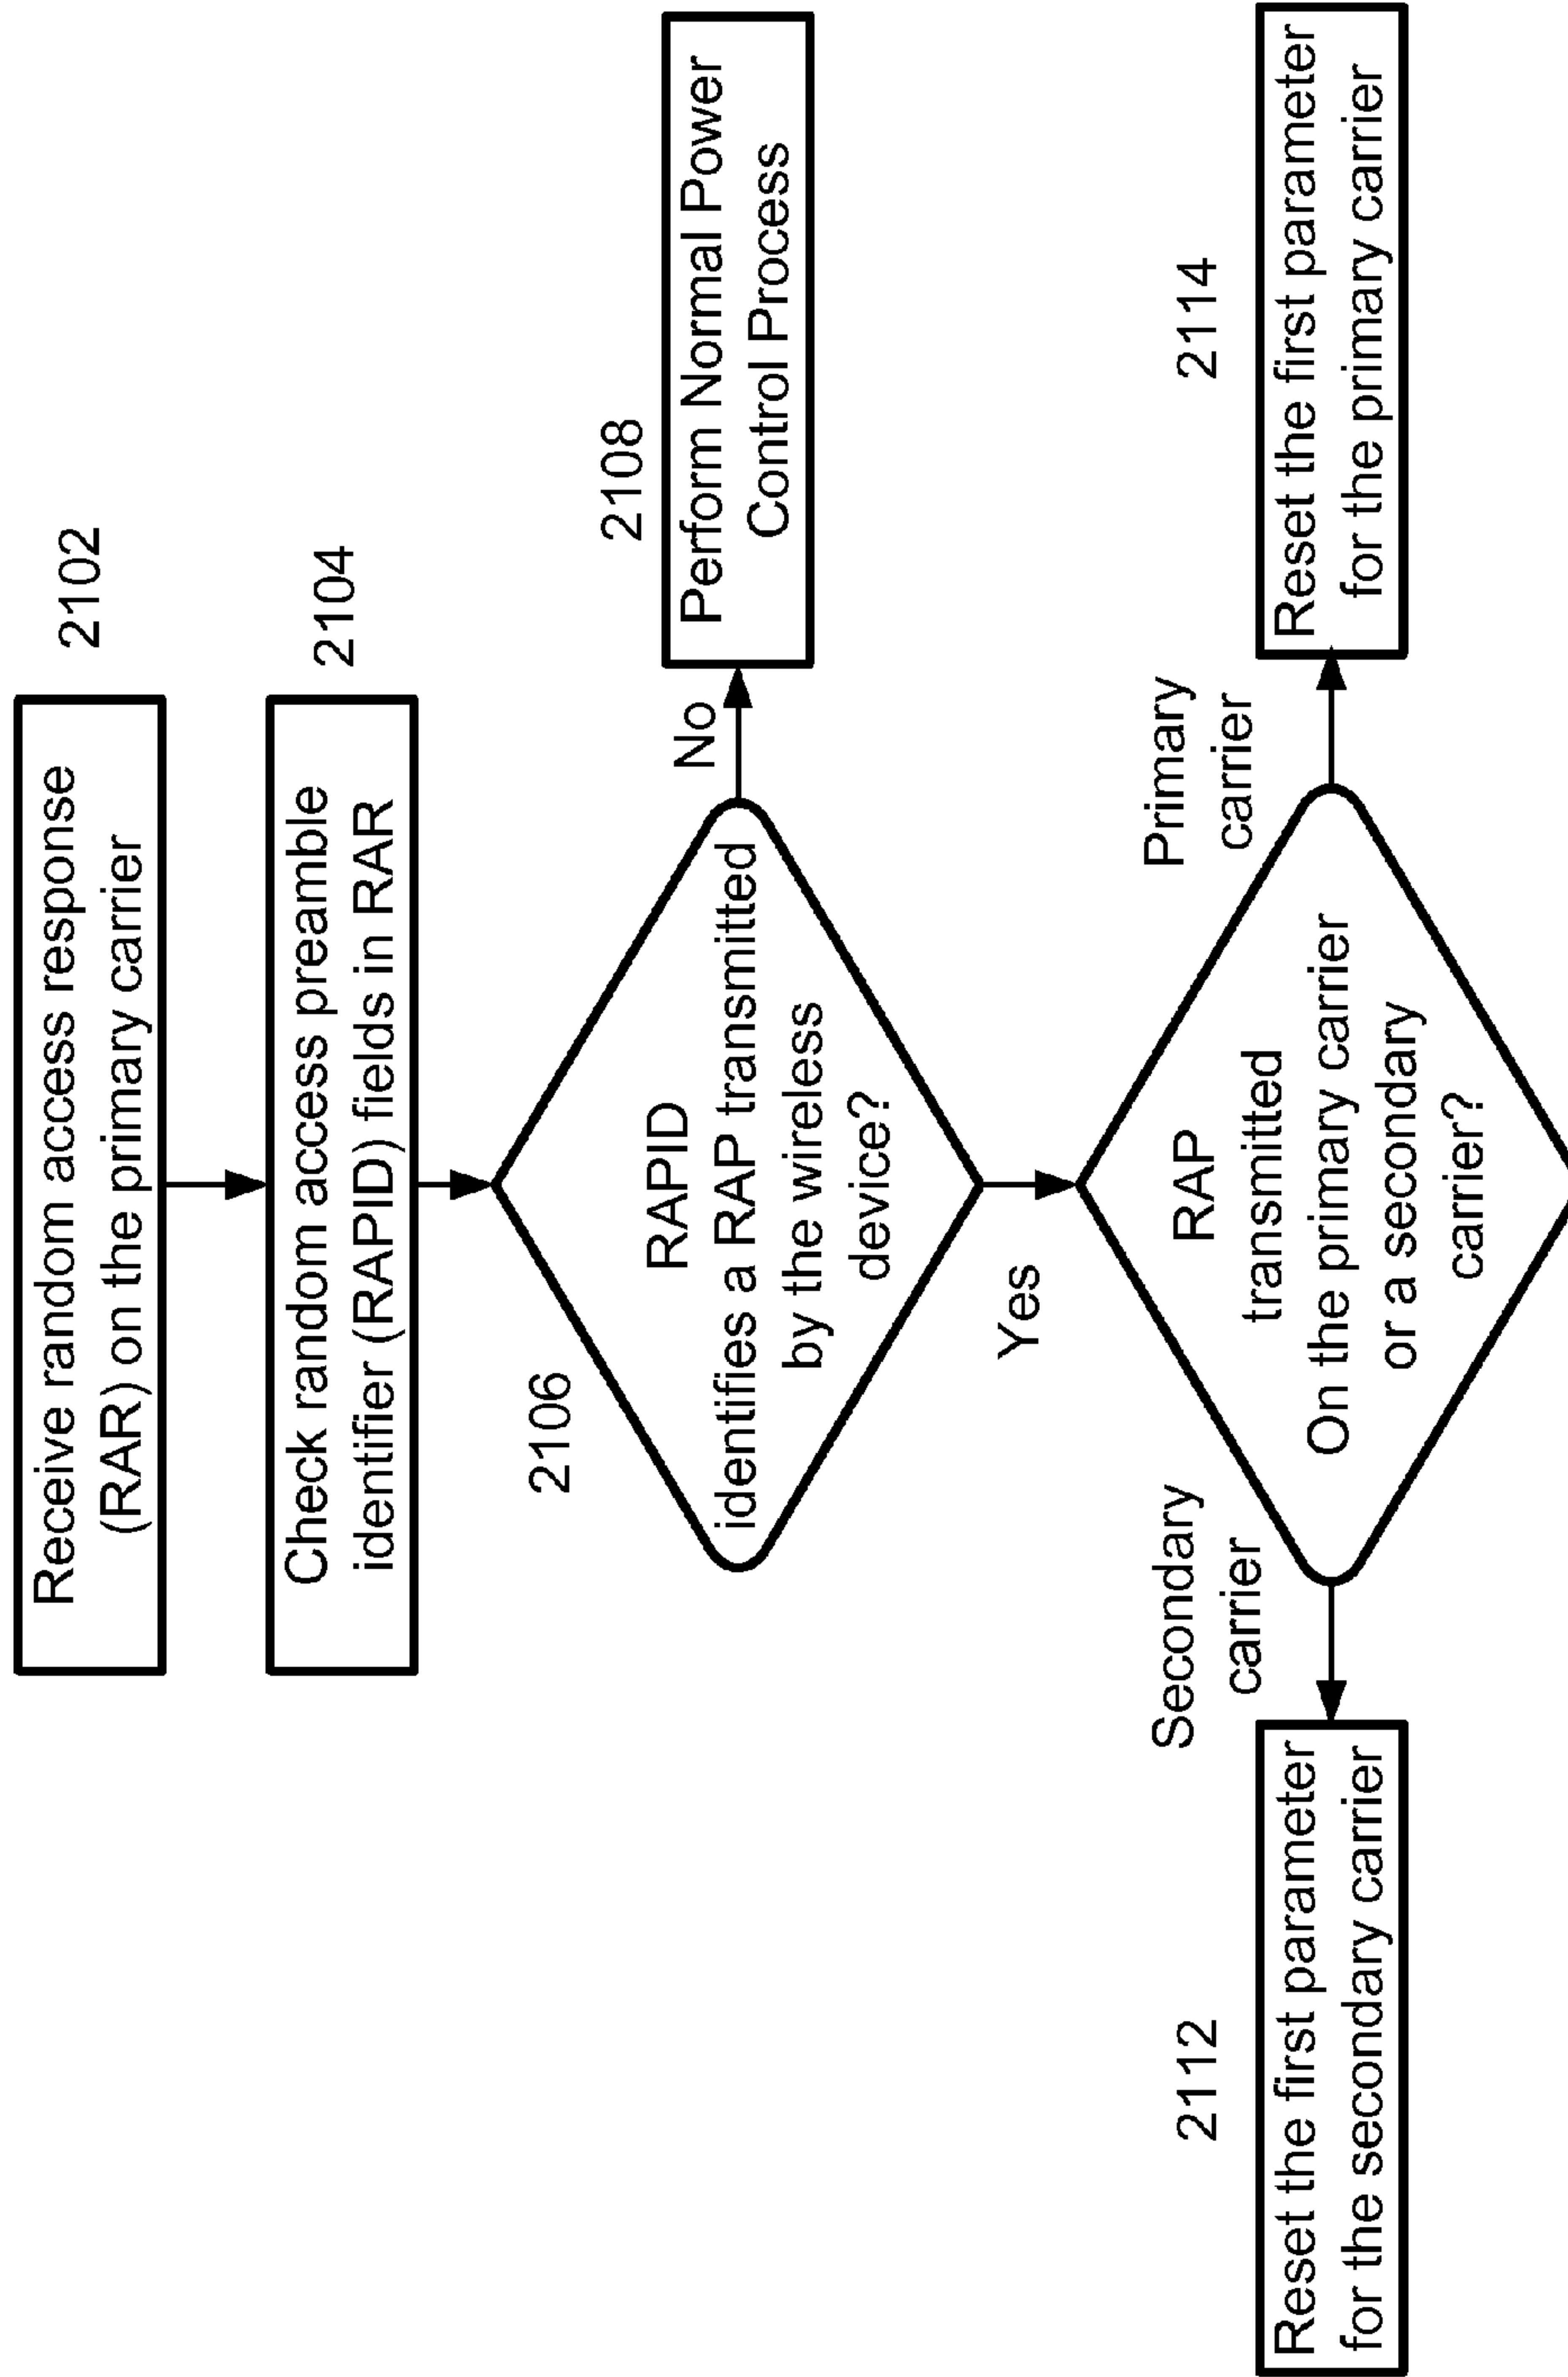 2102
Receive random access response
(RAR) on the primary carrier
2104
Check random access preamble
identifier (RAPID) fields in RAR
2106
RAPID
identifies a RAP transmitted
by the wireless
device?
No
2108
Perform Normal Power
Control Process
Yes
RAP
transmitted
On the primary carrier
or a secondary
carrier?
Secondary
carrier
2112
Reset the first parameter
for the secondary carrier
Primary
carrier
2114
Reset the first parameter
for the primary carrier